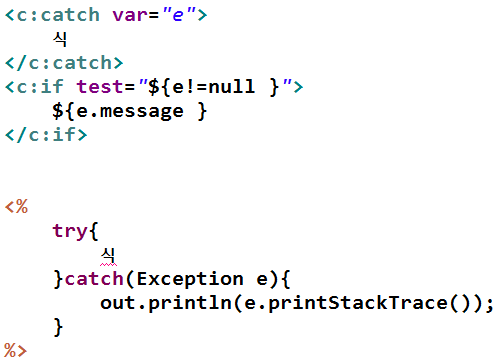 <c:catch var="e">
식
</c:catch>
<c:if test="${e!=null }">
${e.message }
</c:if>
<%
try{
식
}catch(Exception e){
out.println(e.printStackTrace());
}
%>